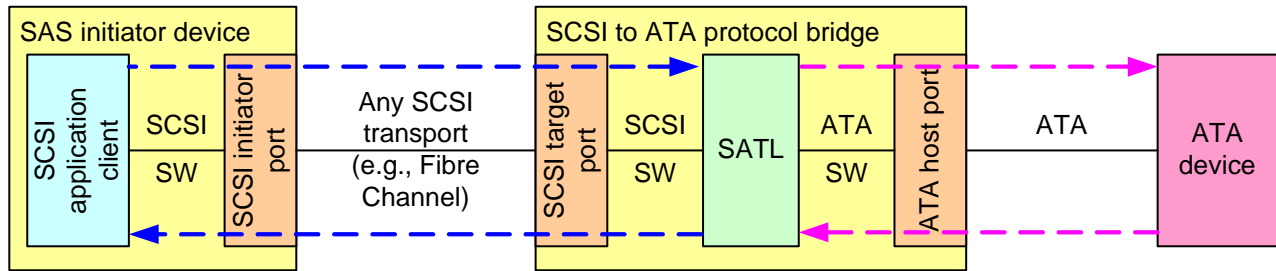 SAS initiator device
SCSI
application
client
SCSI
SW
SCSI initiator
port
Any SCSI
transport
(e.g., Fibre
Channel)
SCSI to ATA protocol bridge
SCSI target
port
SCSI
SW
SATL
ATA
SW
ATA host port
ATA
ATA
device